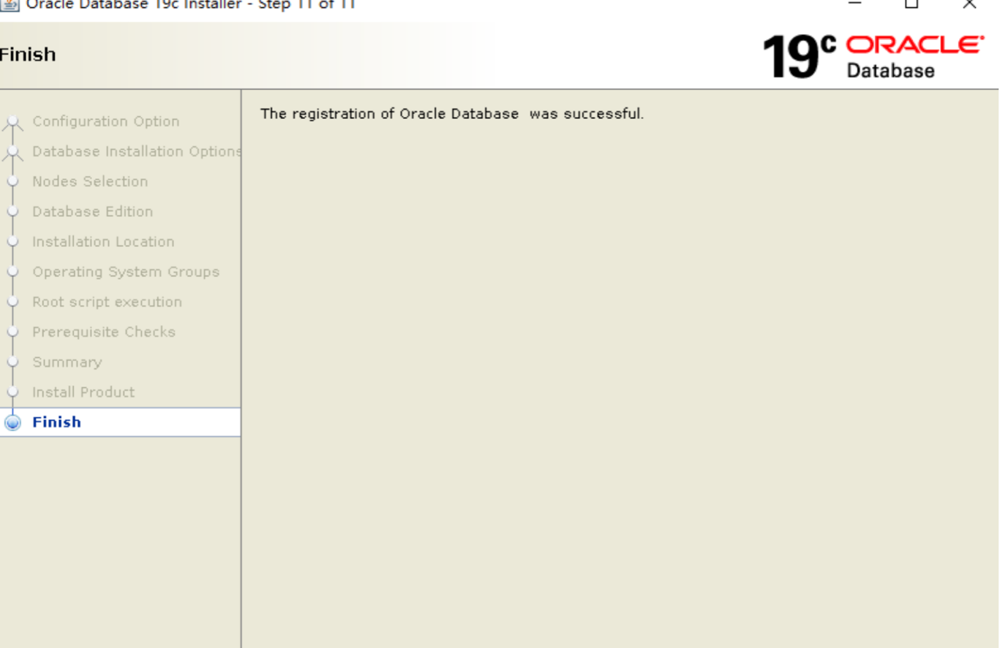 Oracle Database 19c Installer - Step 11 of 11
Finish
19c ORACLE
Database
Configuration Option
Database Installation Options
Nodes Selection
Database Edition
Installation Location
Operating System Groups
Root script execution
Prerequisite Checks
Summary
Install Product
Finish
The registration of Oracle Database  was successful.